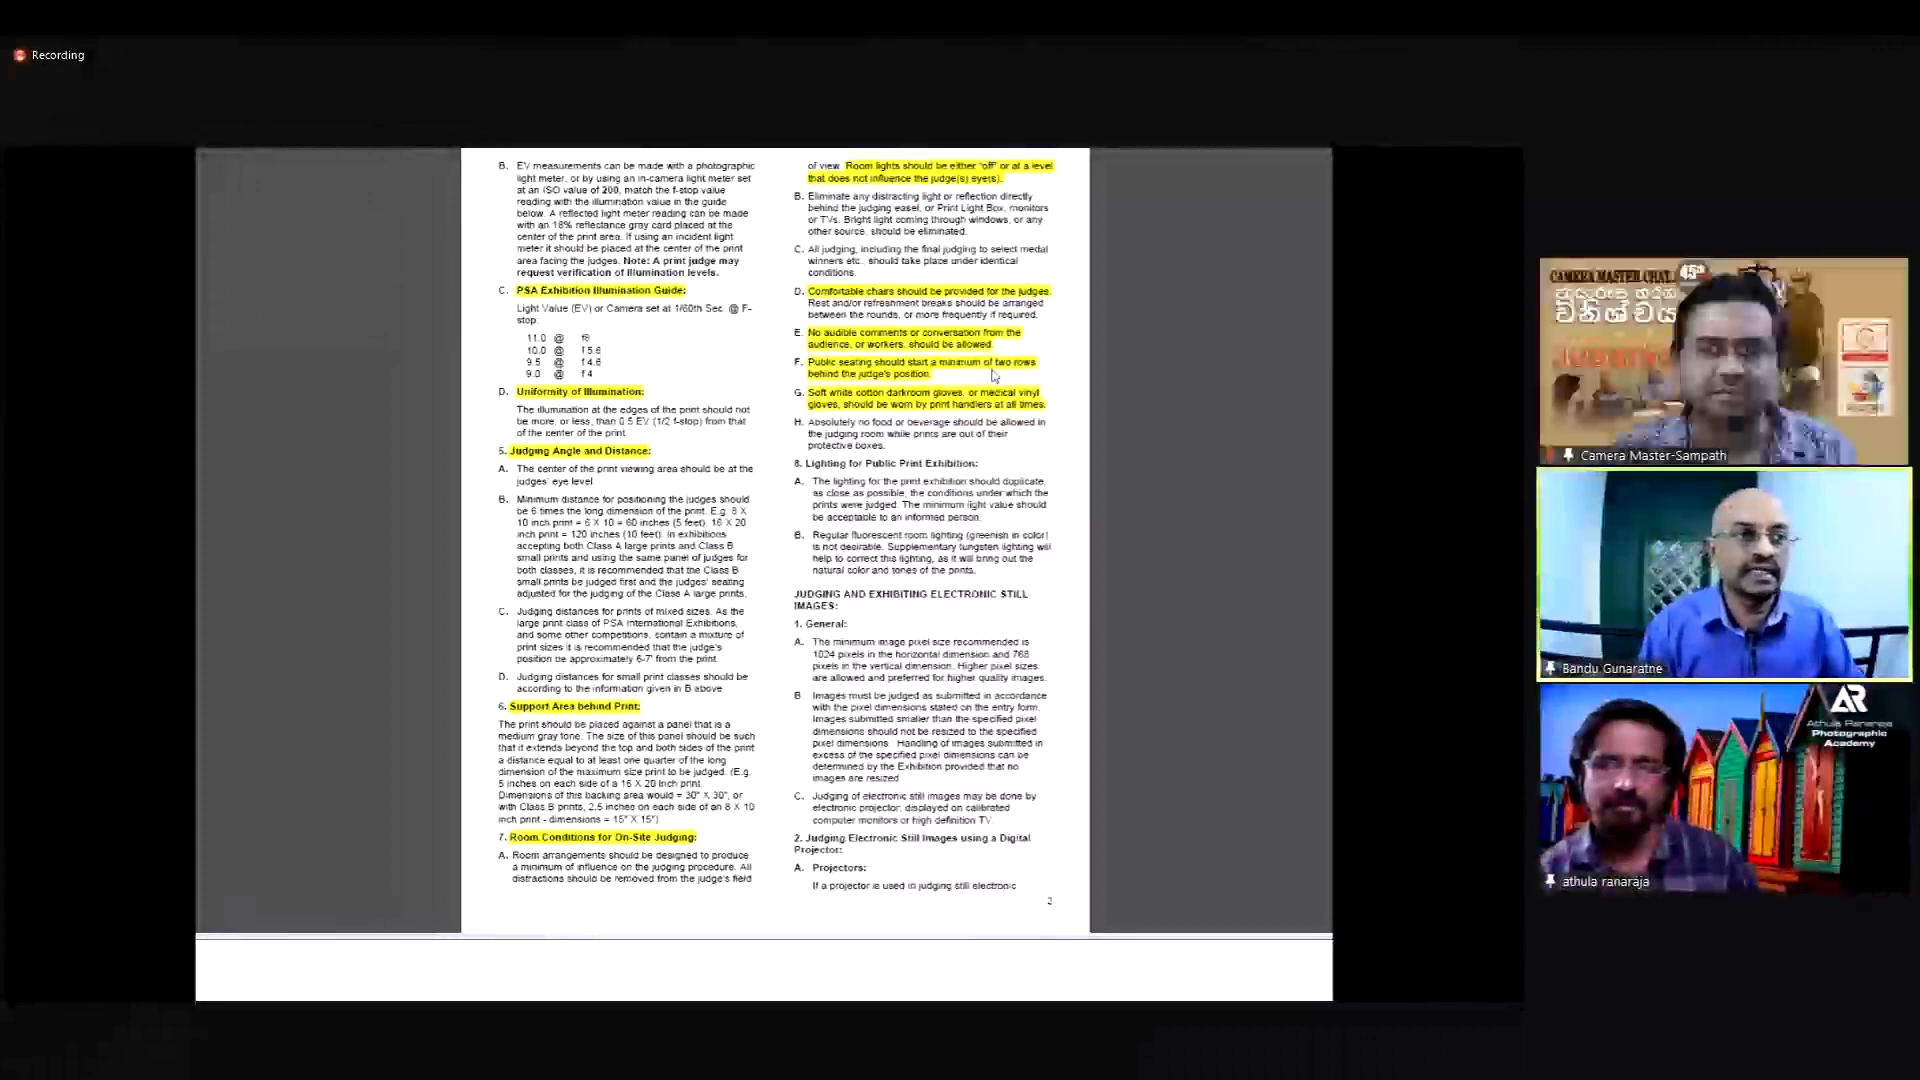 Recording
B. EV measurements can be made with a photographic
light meter, or by using an in-camera light meter set
at an ISO value of 200, match the f-stop value
reading with the illumination value in the guide
below. A reflected light meter reading can be made
with an 18% reflectance gray card placed at the
center of the print area. If using an incident light
meter it should be placed at the center of the print
area facing the judges. Note: A print judge may
request verification of illumination levels.
C. PSA Exhibition Illumination Guide:
Light Value (EV) or Camera set at 1/60th Sec. @ F-
stop.
11.0 @ f8
10.0 @ f 5.6
9.5 @ f 4.8
9.0 @ f 4
D. Uniformity of Illumination:
The illumination at the edges of the print should not
be more, or less, than 0.5 EV (1/2 f-stop) from that
of the center of the print.
5. Judging Angle and Distance:
A. The center of the print viewing area should be at the
judges' eye level
B. Minimum distance for positioning the judges should
be 6 times the long dimension of the print. E.g. 8 X
10 inch print = 6 X 10 = 60 inches (5 feet). 16 X 20
inch print = 120 inches (10 feet). In exhibitions
accepting both Class A large prints and Class B
small prints and using the same panel of judges for
both classes, it is recommended that the Class B
small prints be judged first and the judges' seating
adjusted for the judging of the Class A large prints.
C. Judging distances for prints of mixed sizes. As the
large print class of PSA International Exhibitions,
and some other competitions, contain a mixture of
print sizes it is recommended that the judge's
position be approximately 6-7' from the print.
D. Judging distances for small print classes should be
according to the information given in B above
6. Support Area behind Print:
The print should be placed against a panel that is a
medium gray tone. The size of this panel should be such
that it extends beyond the top and both sides of the print
a distance equal to at least one quarter of the long
dimension of the maximum size print to be judged. (E.g.
5 inches on each side of a 16 X 20 Inch print.
Dimensions of this backing area would = 30" X 30", or
with Class B prints, 2.5 inches on each side of an 8 X 10
inch print - dimensions = 15" X 15")
7. Room Conditions for On-Site Judging:
A. Room arrangements should be designed to produce
a minimum of influence on the judging procedure. All
distractions should be removed from the judge's field
of view. Room lights should be either "off" or at a level
that does not influence the judge(s) eye(s).
B. Eliminate any distracting light or reflection directly
behind the judging easel, or Print Light Box, monitors
or TVs. Bright light coming through windows, or any
other source, should be eliminated.
C. All judging, including the final judging to select medal
winners etc., should take place under identical
conditions.
D. Comfortable chairs should be provided for the judges.
Rest and/or refreshment breaks should be arranged
between the rounds, or more frequently if required.
E. No audible comments or conversation from the
audience, or workers, should be allowed.
F. Public seating should start a minimum of two rows
behind the judge's position.
G. Soft white cotton darkroom gloves, or medical vinyl
gloves, should be worn by print handlers at all times.
H. Absolutely no food or beverage should be allowed in
the judging room while prints are out of their
protective boxes.
8. Lighting for Public Print Exhibition:
A. The lighting for the print exhibition should duplicate,
as close as possible, the conditions under which the
prints were judged. The minimum light value should
be acceptable to an informed person.
B. Regular fluorescent room lighting (greenish in color)
is not desirable. Supplementary tungsten lighting will
help to correct this lighting, as it will bring out the
natural color and tones of the prints.
JUDGING AND EXHIBITING ELECTRONIC STILL
IMAGES:
1. General:
A. The minimum image pixel size recommended is
1024 pixels in the horizontal dimension and 768
pixels in the vertical dimension. Higher pixel sizes
are allowed and preferred for higher quality images.
B Images must be judged as submitted in accordance
with the pixel dimensions stated on the entry form.
Images submitted smaller than the specified pixel
dimensions should not be resized to the specified
pixel dimensions. Handling of images submitted in
excess of the specified pixel dimensions can be
determined by the Exhibition provided that no
images are resized
C. Judging of electronic still images may be done by
electronic projector, displayed on calibrated
computer monitors or high definition TV.
2. Judging Electronic Still Images using a Digital
Projector:
A. Projectors:
If a projector is used in judging still electronic
2
CAMERA MASTER
45
විනිශ්චය
Camera Master-Sampath
Bandu Gunaratne
AR
Athula Ranaraja
Photographic
Academy
athula ranaraja